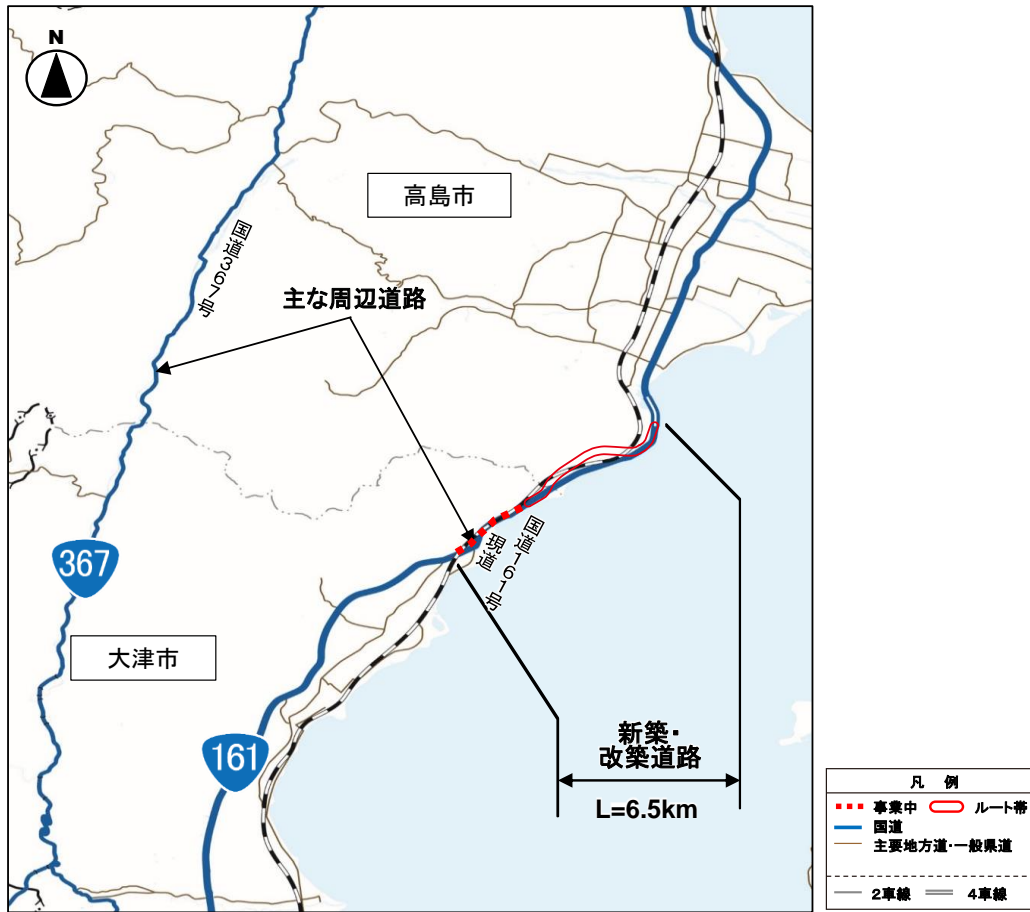 N
高島市
国道367号
主な周辺道路
国道161号
現道
367
大津市
161
新築・
改築道路
L=6.5km
凡 例
事業中 ルート帯
国道
主要地方道・一般県道
2車線 4車線